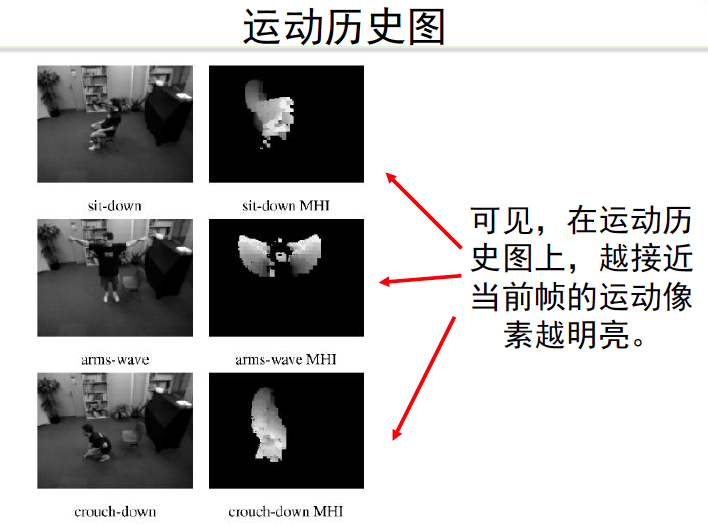 运动历史图
sit-down
sit-down MHI
arms-wave
arms-wave MHI
crouch-down
crouch-down MHI
可见，在运动历
史图上，越接近
当前帧的运动像
素越明亮。